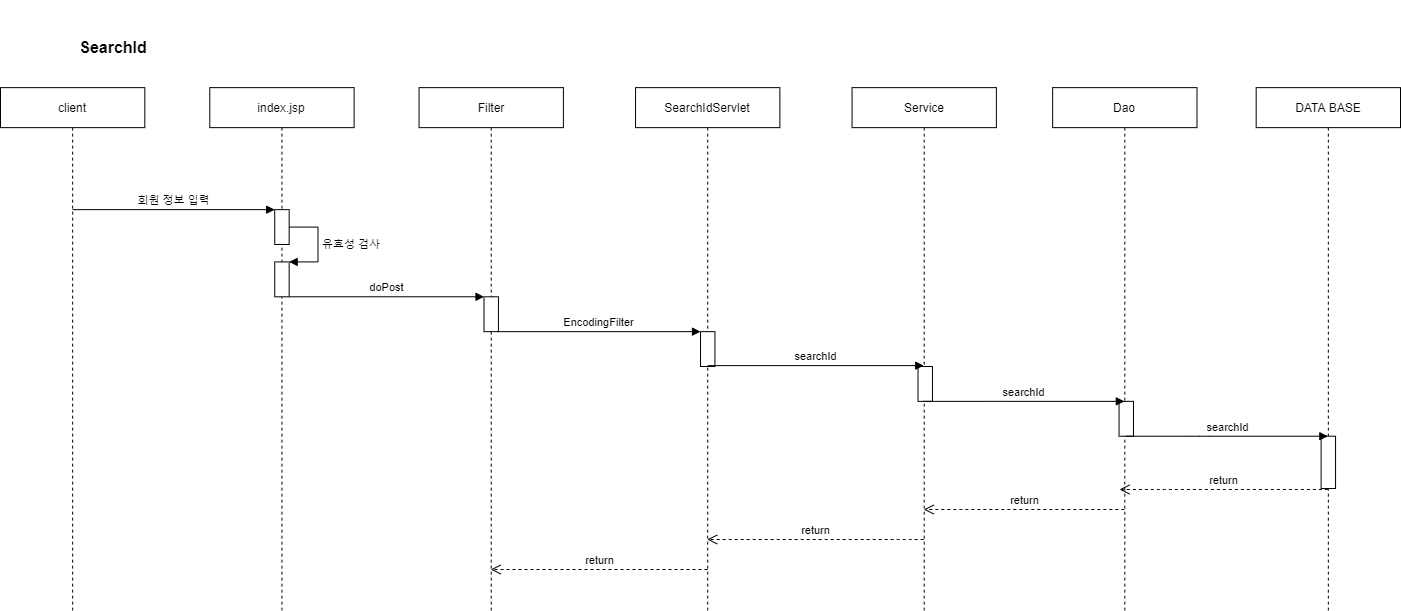 SearchId
client
index.jsp
Filter
SearchIdServlet
Service
Dao
DATA BASE
회원 정보 입력
유효성 검사
doPost
EncodingFilter
searchId
searchId
searchId
return
return
return
return